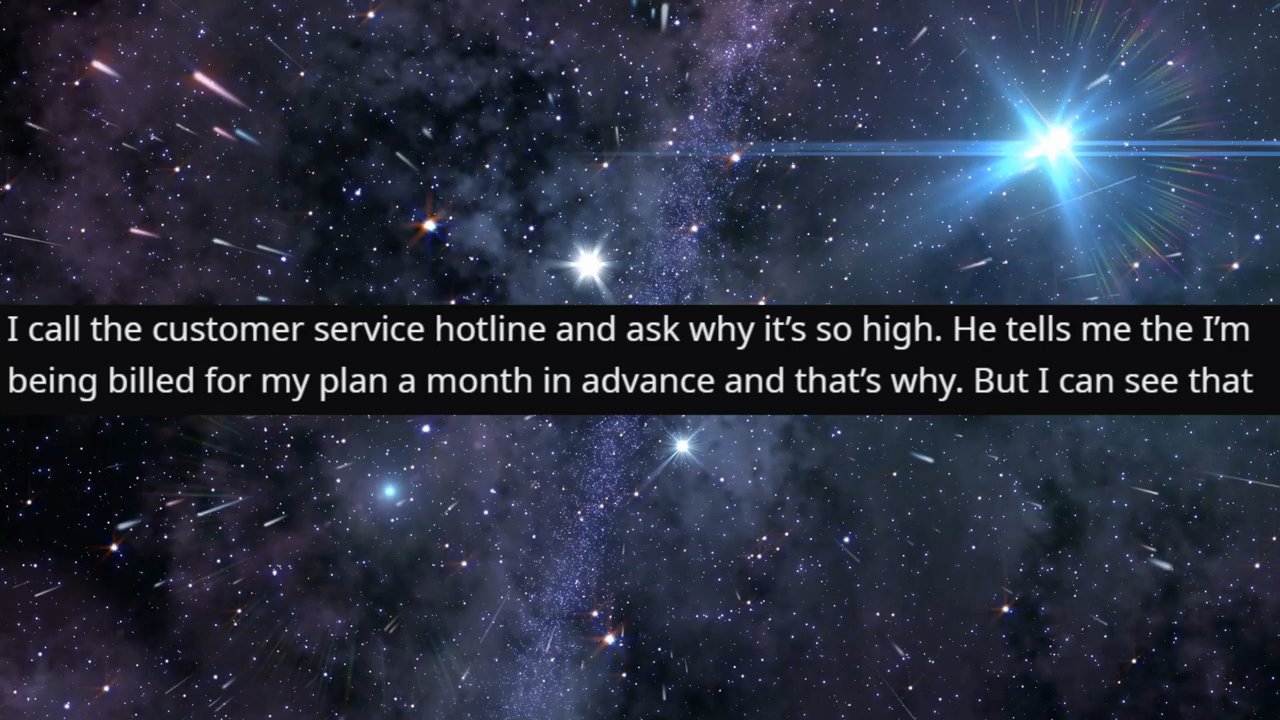 I call the customer service hotline and ask why it’s so high. He tells me the I’m
being billed for my plan a month in advance and that’s why. But I can see that